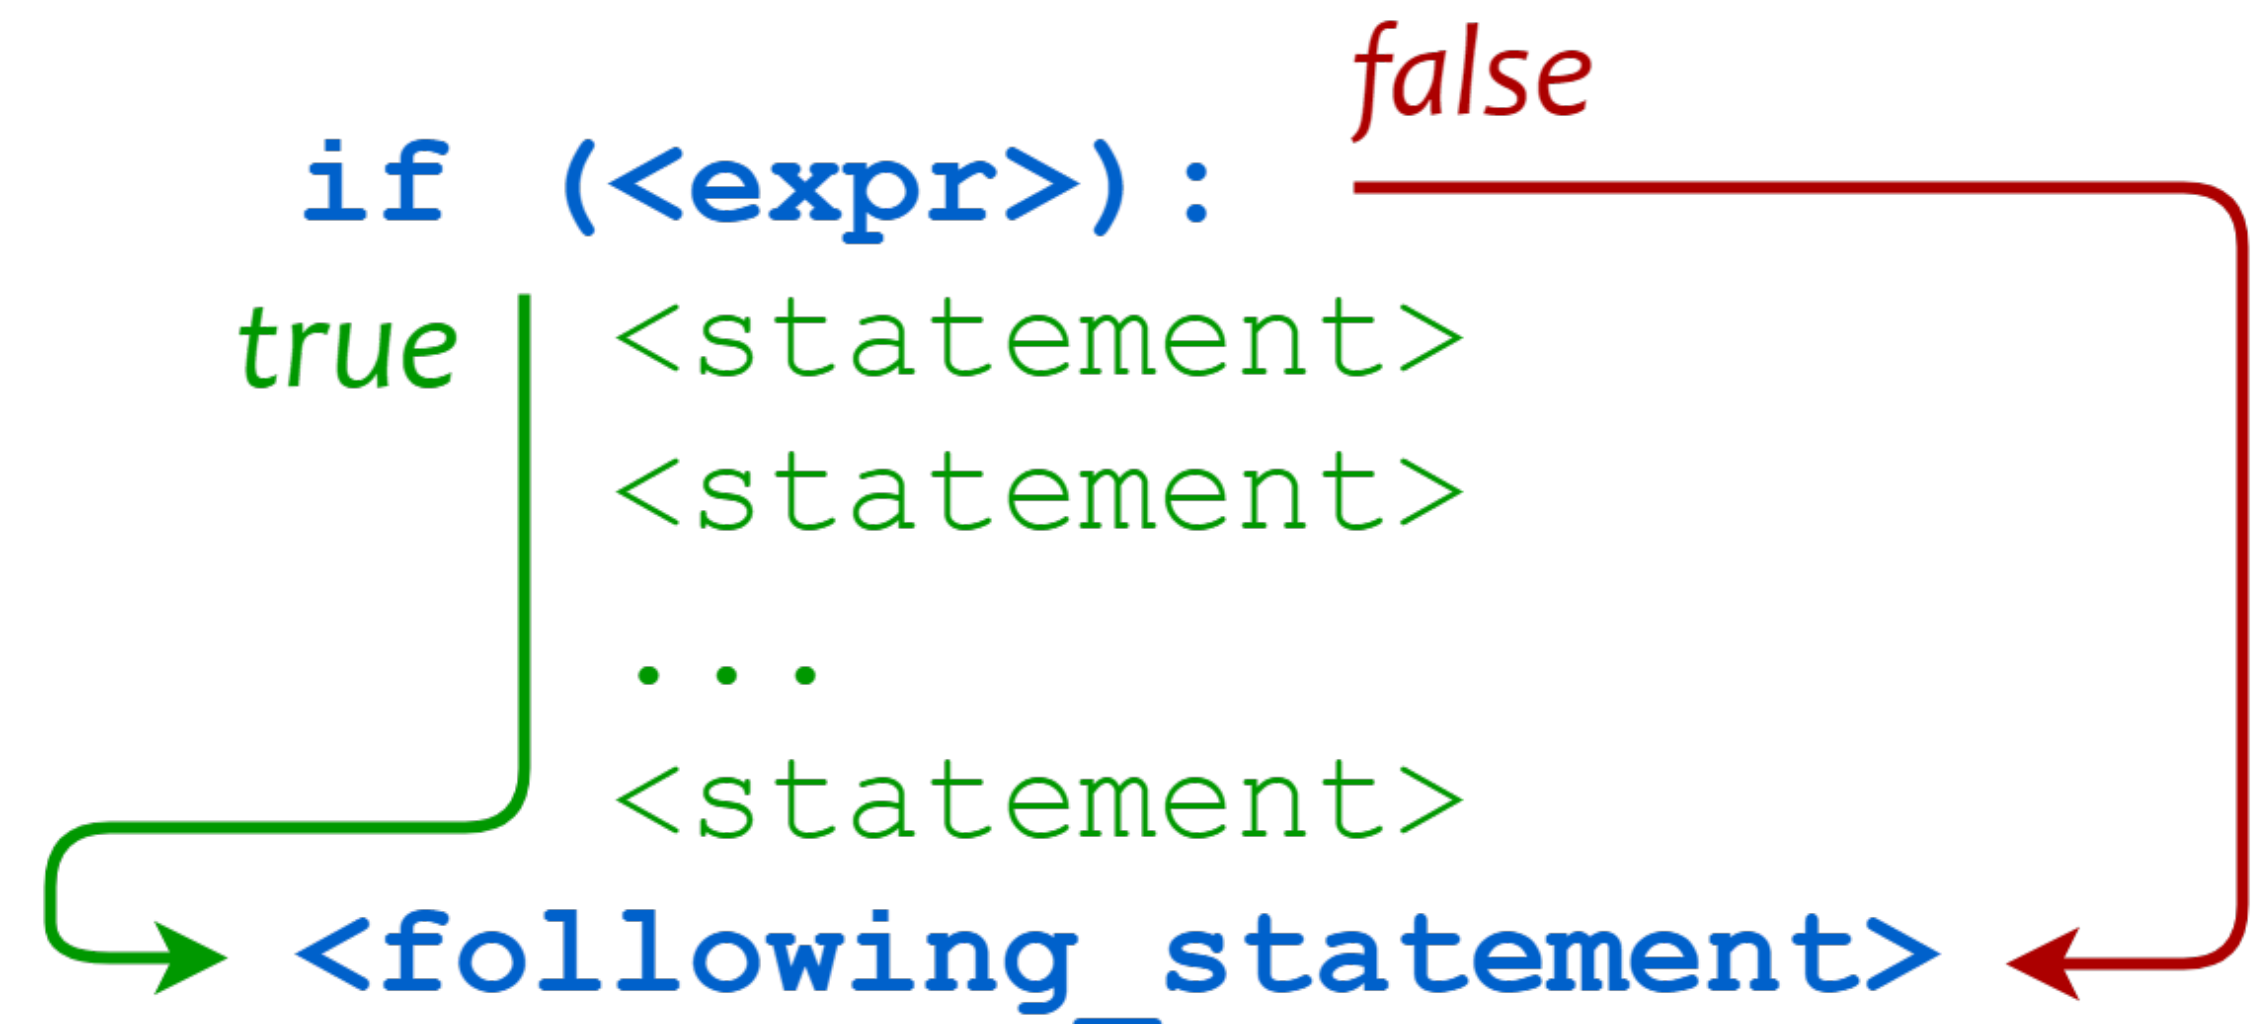 false
if (<expr>):
true <statement>
<statement>
...
<statement>
<following_statement>